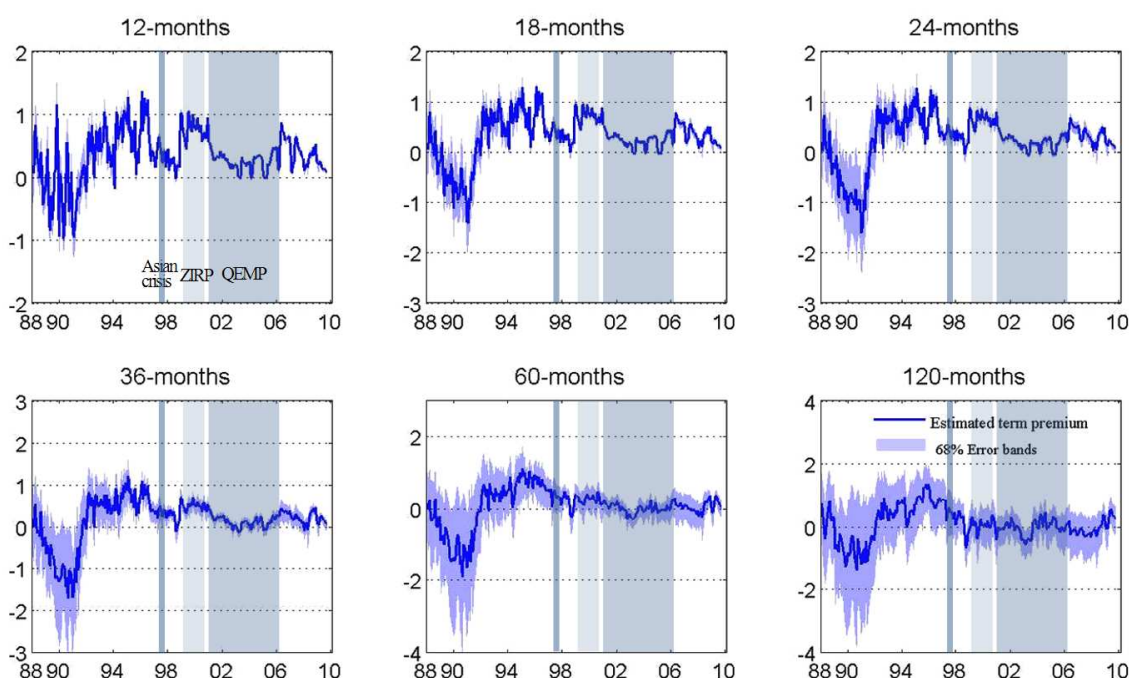 12-months
18-months
24-months
2
1
0
-1
-2
Asian
crisis
ZIRP
QEMP
88 90 94 98 02 06 10
2
1
0
-1
-2
-3
88 90 94 98 02 06 10
2
1
0
-1
-2
-3
88 90 94 98 02 06 10
36-months
60-months
120-months
3
2
1
0
-1
-2
-3
88 90 94 98 02 06 10
2
0
-2
-4
88 90 94 98 02 06 10
4
2
0
-2
-4
Estimated term premium
68% Error bands
88 90 94 98 02 06 10